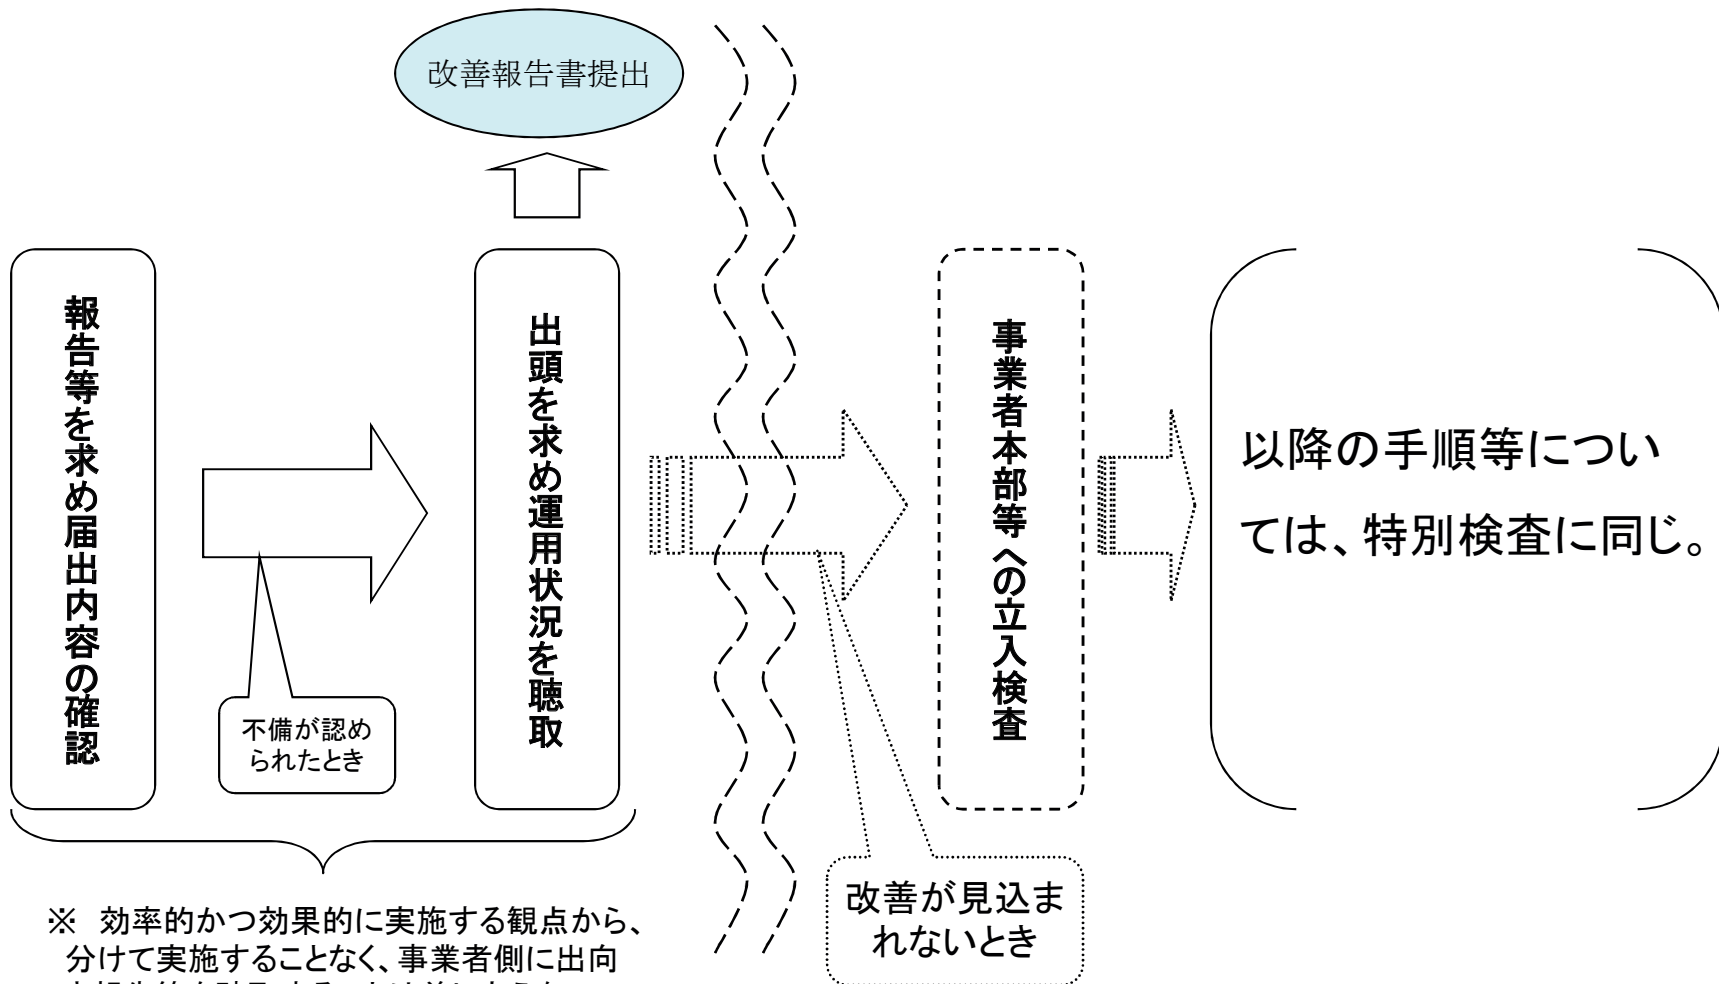 改善報告書提出
報告等を求め届出内容の確認
出頭を求め運用状況を聴取
事業者本部等への立入検査
以降の手順等につい
ては、特別検査に同じ。
不備が認め
られたとき
改善が見込ま
れないとき
※ 効率的かつ効果的に実施する観点から、
分けて実施することなく、事業者側に出向